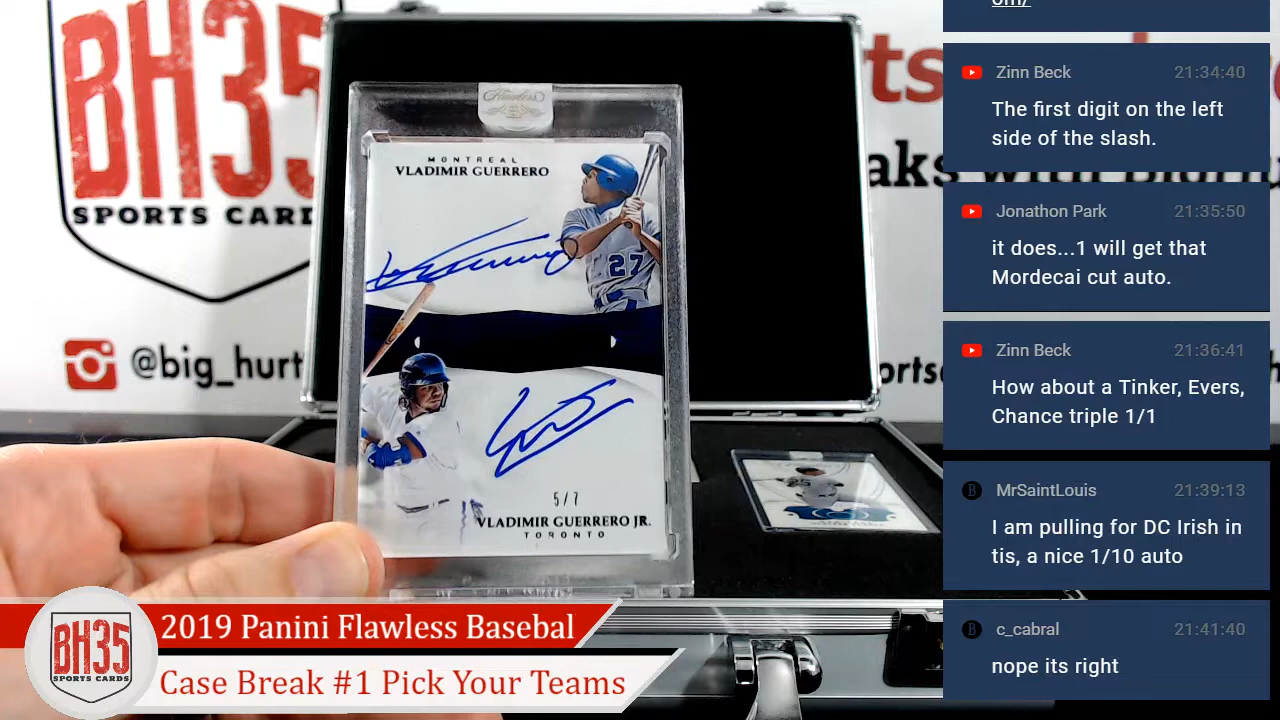 BH35
SPORTS CARD
@big_hurt
Flawless
MONTREAL
VLADIMIR GUERRERO
27
5/7
VLADIMIR GUERRERO JR.
TORONTO
BH35
SPORTS CARDS
2019 Panini Flawless Basebal
Case Break #1 Pick Your Teams
om/
Zinn Beck 21:34:40
The first digit on the left
side of the slash.
Jonathon Park 21:35:50
it does...1 will get that
Mordecai cut auto.
Zinn Beck 21:36:41
How about a Tinker, Evers,
Chance triple 1/1
MrSaintLouis 21:39:13
I am pulling for DC Irish in
tis, a nice 1/10 auto
c_cabral 21:41:40
nope its right